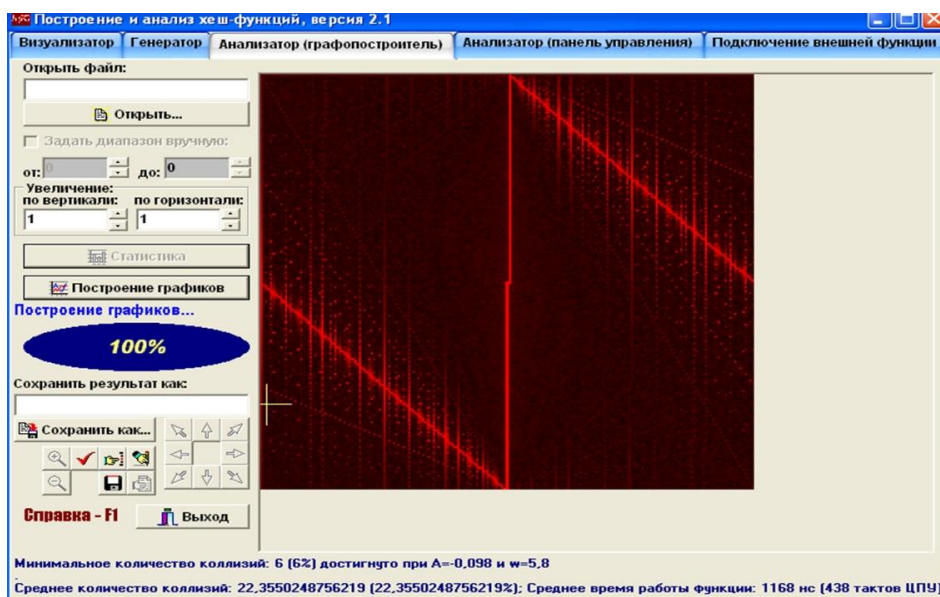 Построение и анализ хеш-функций, версия 2.1
Визуализатор Генератор Анализатор (графопостроитель) Анализатор (панель управления) Подключение внешней функции
Открыть файл:
Открыть...
Задать диапазон вручную:
от: 0 до: 0
Увеличение:
по вертикали: по горизонтали:
1 1
Статистика
Построение графиков
Построение графиков...
100%
Сохранить результат как:
Сохранить как...
Справка - F1 Выход
Минимальное количество коллизий: 6 (6%) достигнуто при A=-0,098 и w=5,8
.
Среднее количество коллизий: 22,3550248756219 (22,3550248756219%); Среднее время работы функции: 1168 нс (438 тактов ЦПУ)